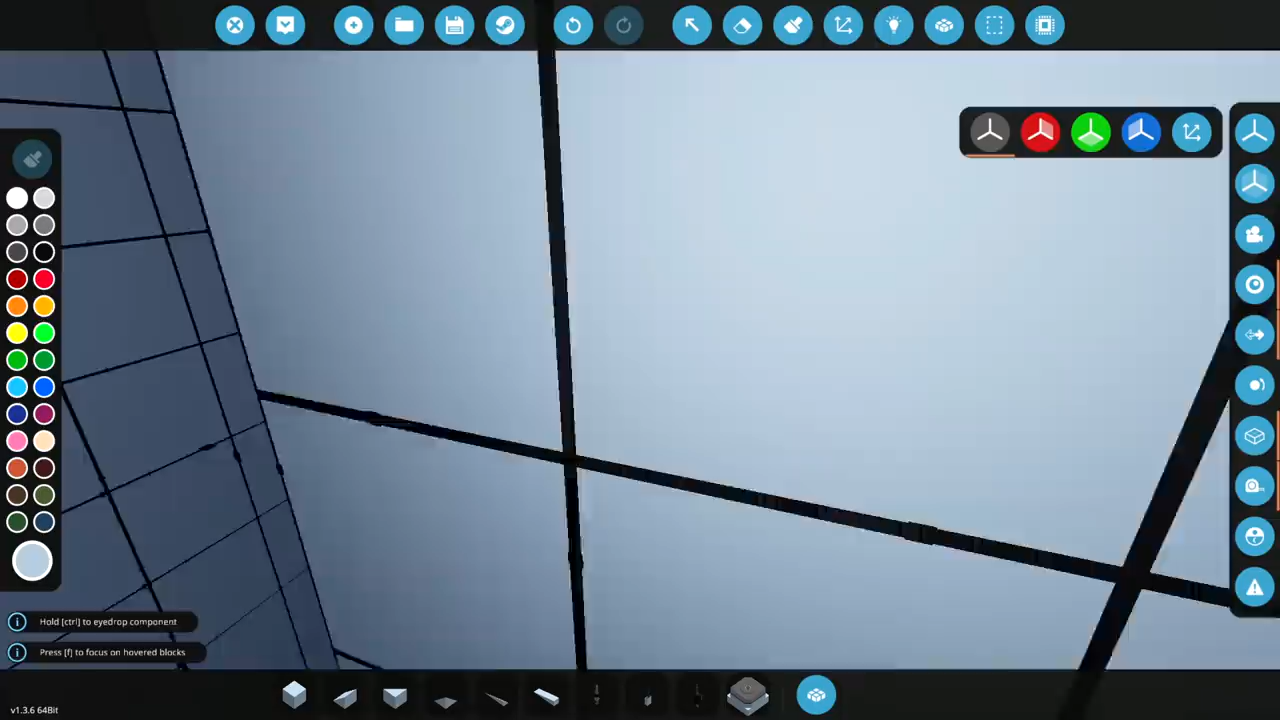 Hold [ctrl] to eyedrop component
Press [f] to focus on hovered blocks
v1.3.6 64Bit